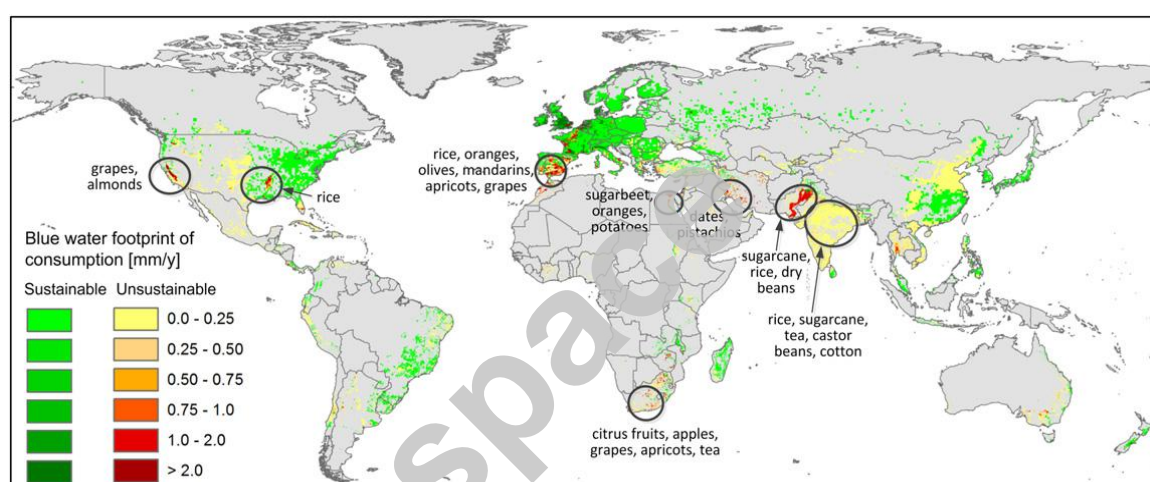 grapes,
almonds
rice
rice, oranges,
olives, mandarins,
apricots, grapes
sugarbeet,
oranges,
potatoes
dates
pistachios
sugarcane,
rice, dry
beans
rice, sugarcane,
tea, castor
beans, cotton
citrus fruits, apples,
grapes, apricots, tea
Blue water footprint of
consumption [mm/y]
Sustainable Unsustainable
0.0 - 0.25
0.25 - 0.50
0.50 - 0.75
0.75 - 1.0
1.0 - 2.0
> 2.0
space